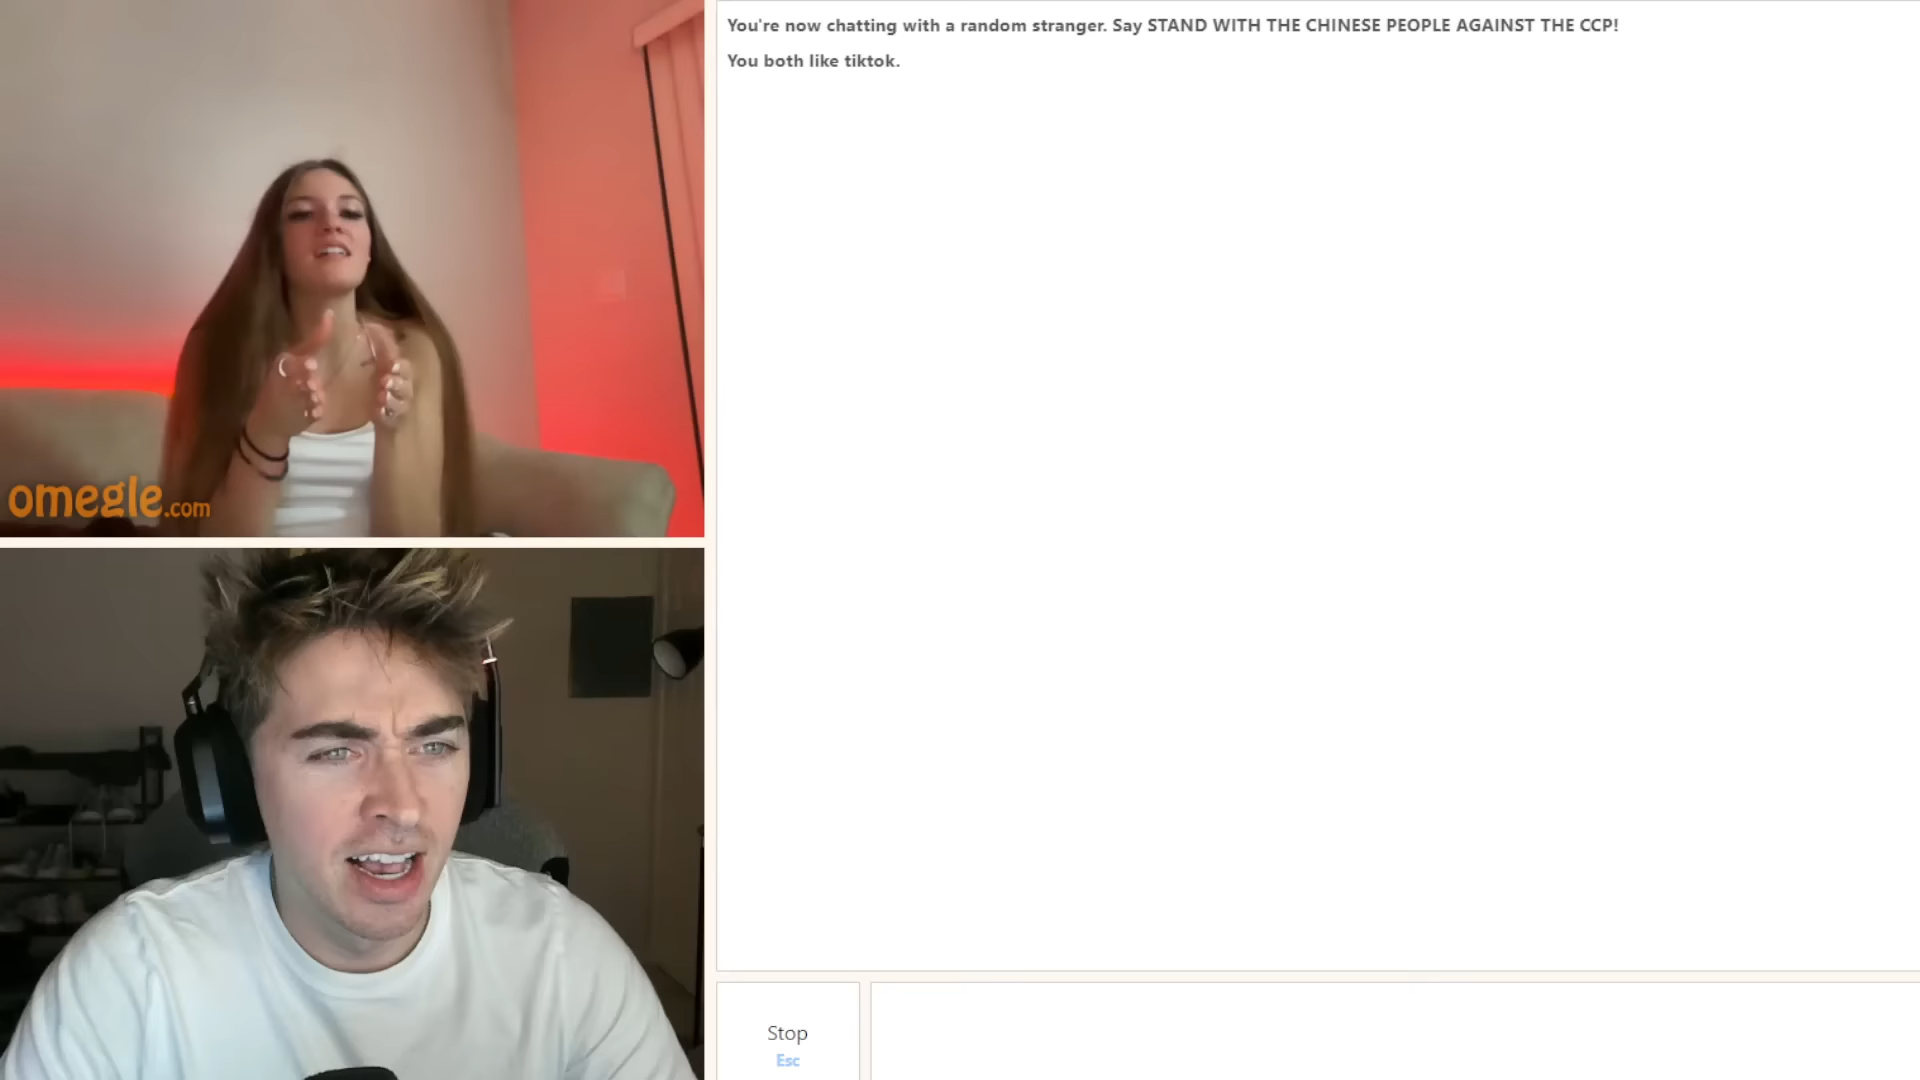 You're now chatting with a random stranger. Say STAND WITH THE CHINESE PEOPLE AGAINST THE CCP!
You both like tiktok.
omegle.com
Stop
Esc